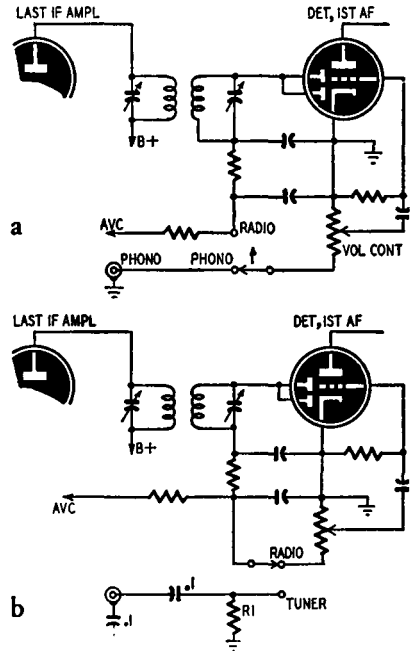 LAST IF AMPL
DET, 1ST AF
B+
a
AVC
RADIO
VOL CONT
PHONO
PHONO
LAST IF AMPL
DET, 1ST AF
B+
AVC
RADIO
b
.1
.1
R1
TUNER